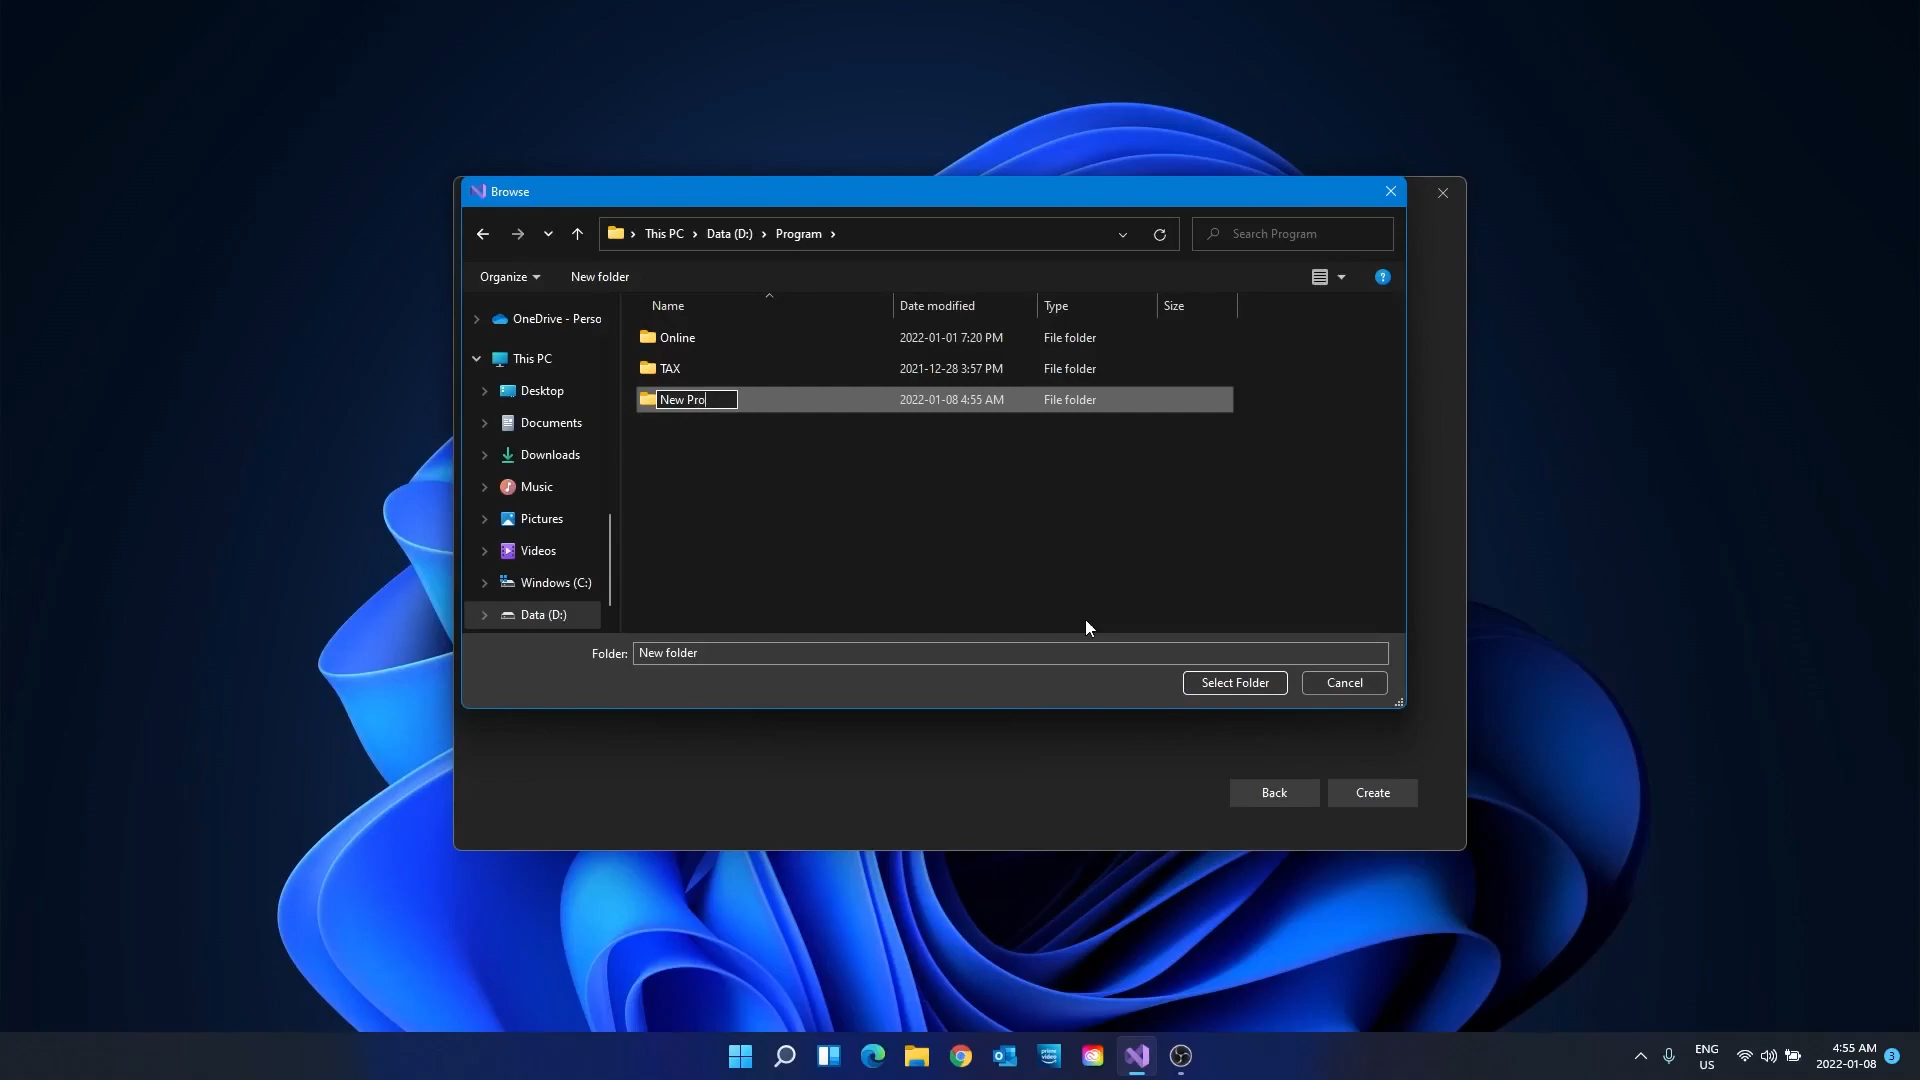 Browse
This PC
Data (D:)
Program
Search Program
Organize
New folder
?
Name
Date modified
Type
Size
OneDrive - Perso
This PC
Desktop
Documents
Downloads
Music
Pictures
Videos
Windows (C:)
Data (D:)
Online
2022-01-01 7:20 PM
File folder
TAX
2021-12-28 3:57 PM
File folder
New Pro
2022-01-08 4:55 AM
File folder
Folder:
New folder
Select Folder
Cancel
Back
Create
prime video
ENG
US
4:55 AM
2022-01-08
3